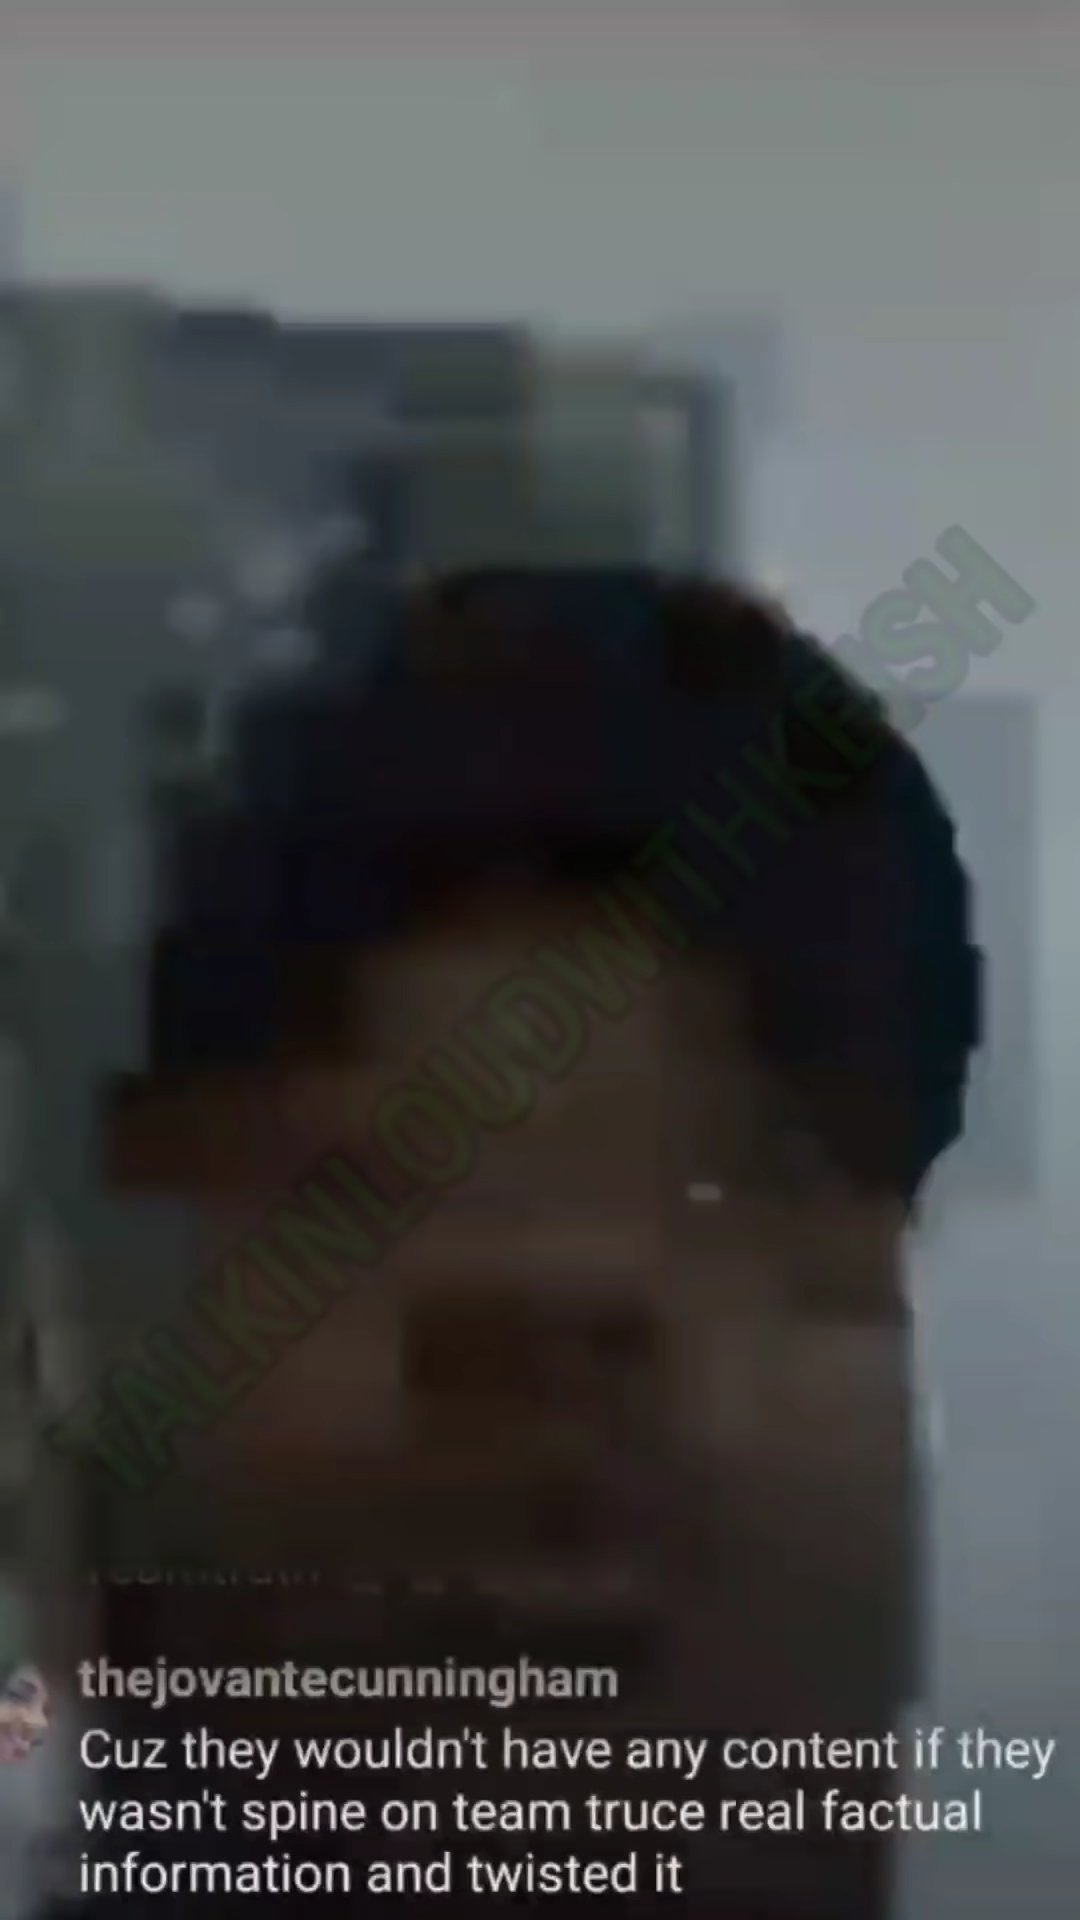 TALKINLOUDWITHKEISH
thejovantecunningham
Cuz they wouldn't have any content if they
wasn't spine on team truce real factual
information and twisted it